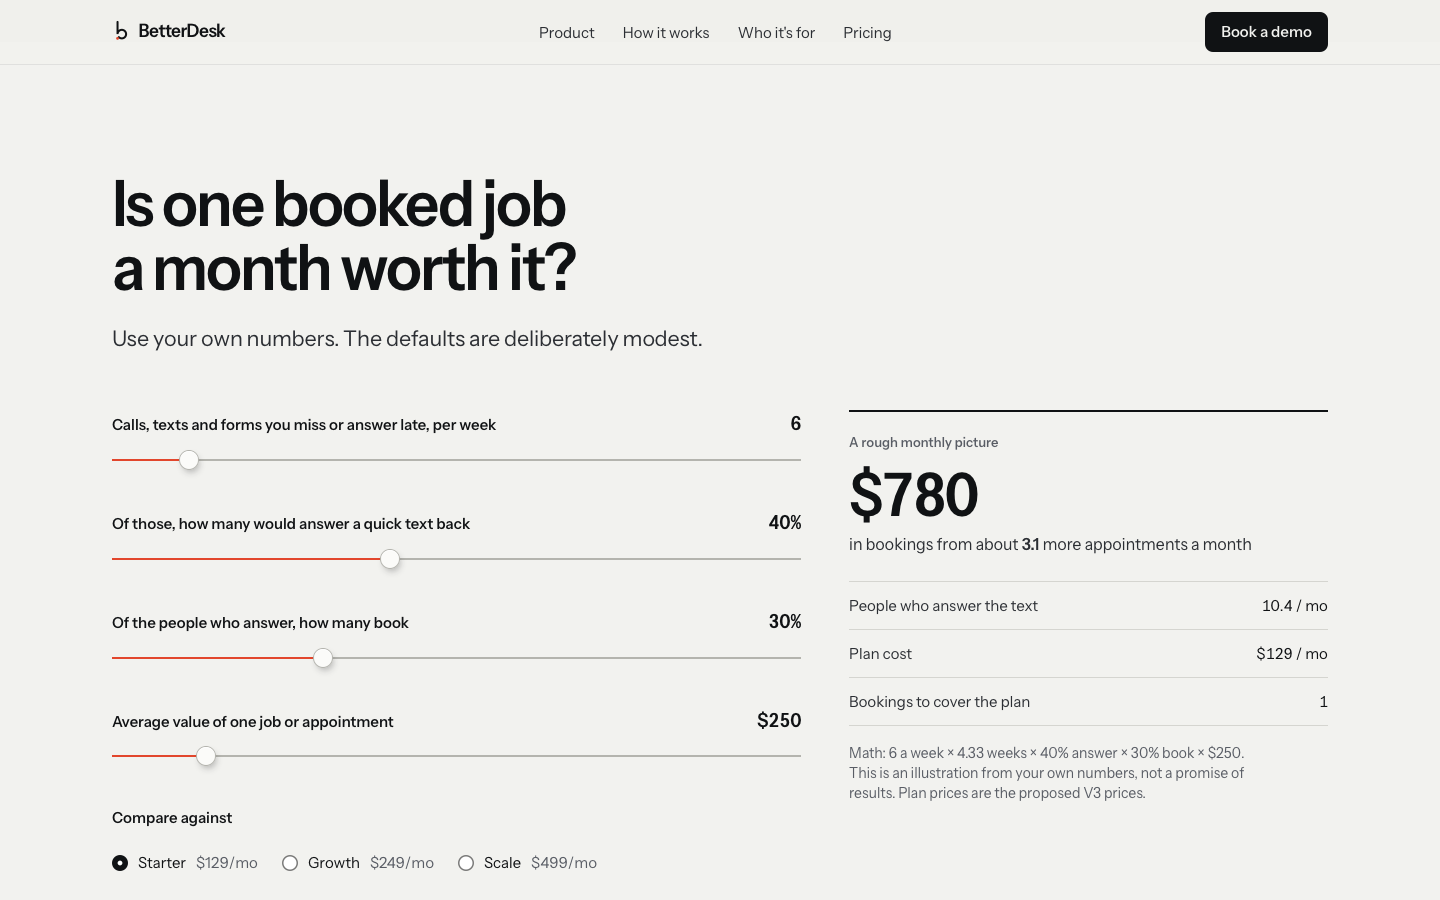 BetterDesk
Product
How it works
Who it's for
Pricing
Book a demo
Is one booked job
a month worth it?
Use your own numbers. The defaults are deliberately modest.
Calls, texts and forms you miss or answer late, per week
6
Of those, how many would answer a quick text back
40%
Of the people who answer, how many book
30%
Average value of one job or appointment
$250
Compare against
Starter $129/mo
Growth $249/mo
Scale $499/mo
A rough monthly picture
$780
in bookings from about 3.1 more appointments a month
People who answer the text
10.4 / mo
Plan cost
$129 / mo
Bookings to cover the plan
1
Math: 6 a week × 4.33 weeks × 40% answer × 30% book × $250.
This is an illustration from your own numbers, not a promise of
results. Plan prices are the proposed V3 prices.